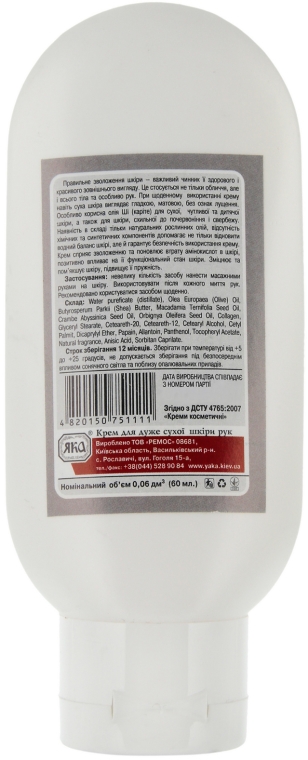 Правильне зволоження шкіри – важливий чинник її здорового і
красивого зовнішнього вигляду. Це стосується не тільки обличчя, але
і всього тіла та особливо рук. При щоденному використанні крему
навіть суха шкіра виглядає гладкою, матовою, без ознак лущення.
Особливо корисна олія Ші (каріте) для сухої, чутливої та дитячої
шкіри, а також для шкіри, схильної до почервоніння і свербежу.
Наявність в складі тільки натуральних рослинних олій, відсутність
хімічних та синтетичних компонентів допомагає не тільки відновити
водний баланс шкіри, але й гарантує безпечність використання крему.
Крем сприяє зволоженню та поновлює втрату амінокислот в шкірі,
позитивно впливає на її функціональний стан шкіри. Зміцнює та
пом'якшує шкіру, підвищує її пружність.
Застосування: невелику кількість засобу нанести масажними
рухами на шкіру. Використовувати після кожного миття рук.
Рекомендовано користуватися засобом щоденно.
Склад: Water purificate (distillate), Olea Europaea (Olive) Oil,
Butyrospermum Parkii (Shea) Butter, Macadamia Ternifolia Seed Oil,
Crambe Abyssinica Seed Oil, Orbignya Oleifera Seed Oil, Collagen,
Glyceryl Stearate, Ceteareth-20, Ceteareth-12, Cetearyl Alcohol, Cetyl
Palmit, Dicaprylyl Ether, Papain, Allantoin, Panthenol, Tocopheryl Acetate,
Natural fragrance, Anisic Acid, Sorbitan Caprilate.
Строк зберігання 12 місяців. Зберігати при температурі від +5
до +25 градусів, не допускається зберігання під безпосереднім
впливом сонячного світла та поблизу опалювальних приладів.
ДАТА ВИРОБНИЦТВА СПІВПАДАЄ
З НОМЕРОМ ПАРТІЇ
4 820150 751111
Згідно з ДСТУ 4765:2007
«Креми косметичні»
® Крем для дуже сухої шкіри рук
ЯКА
Вироблено ТОВ «РЕМОС» 08681,
Київська область, Васильківський р-н.
с. Рославичі, вул. Гоголя 15-а,
тел./факс: +38(044) 528 90 84 www.yaka.kiev.ua
Номінальний об'єм 0,06 дм³ (60 мл.)